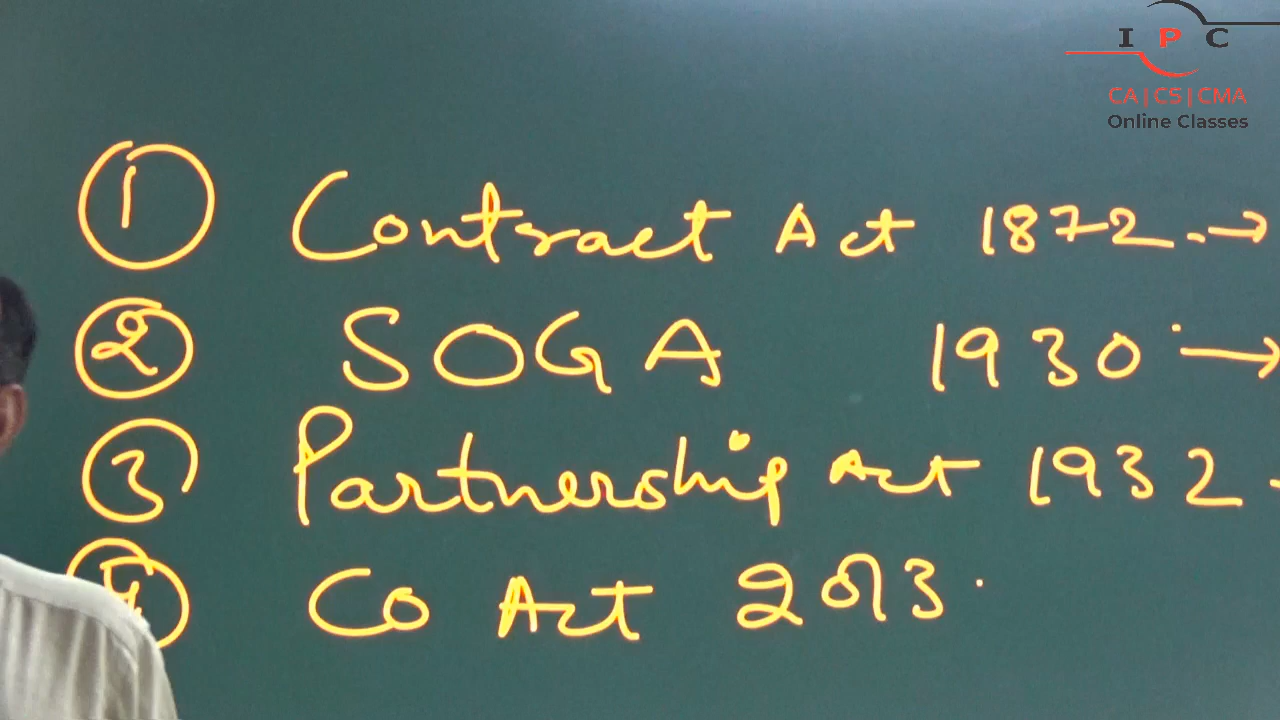 I P C
CA | CS | CMA
Online Classes
1 Contract Act 1872 . →
2 SOGA 1930 →
3 Partnership Act 1932
4 Co Act 2013 .